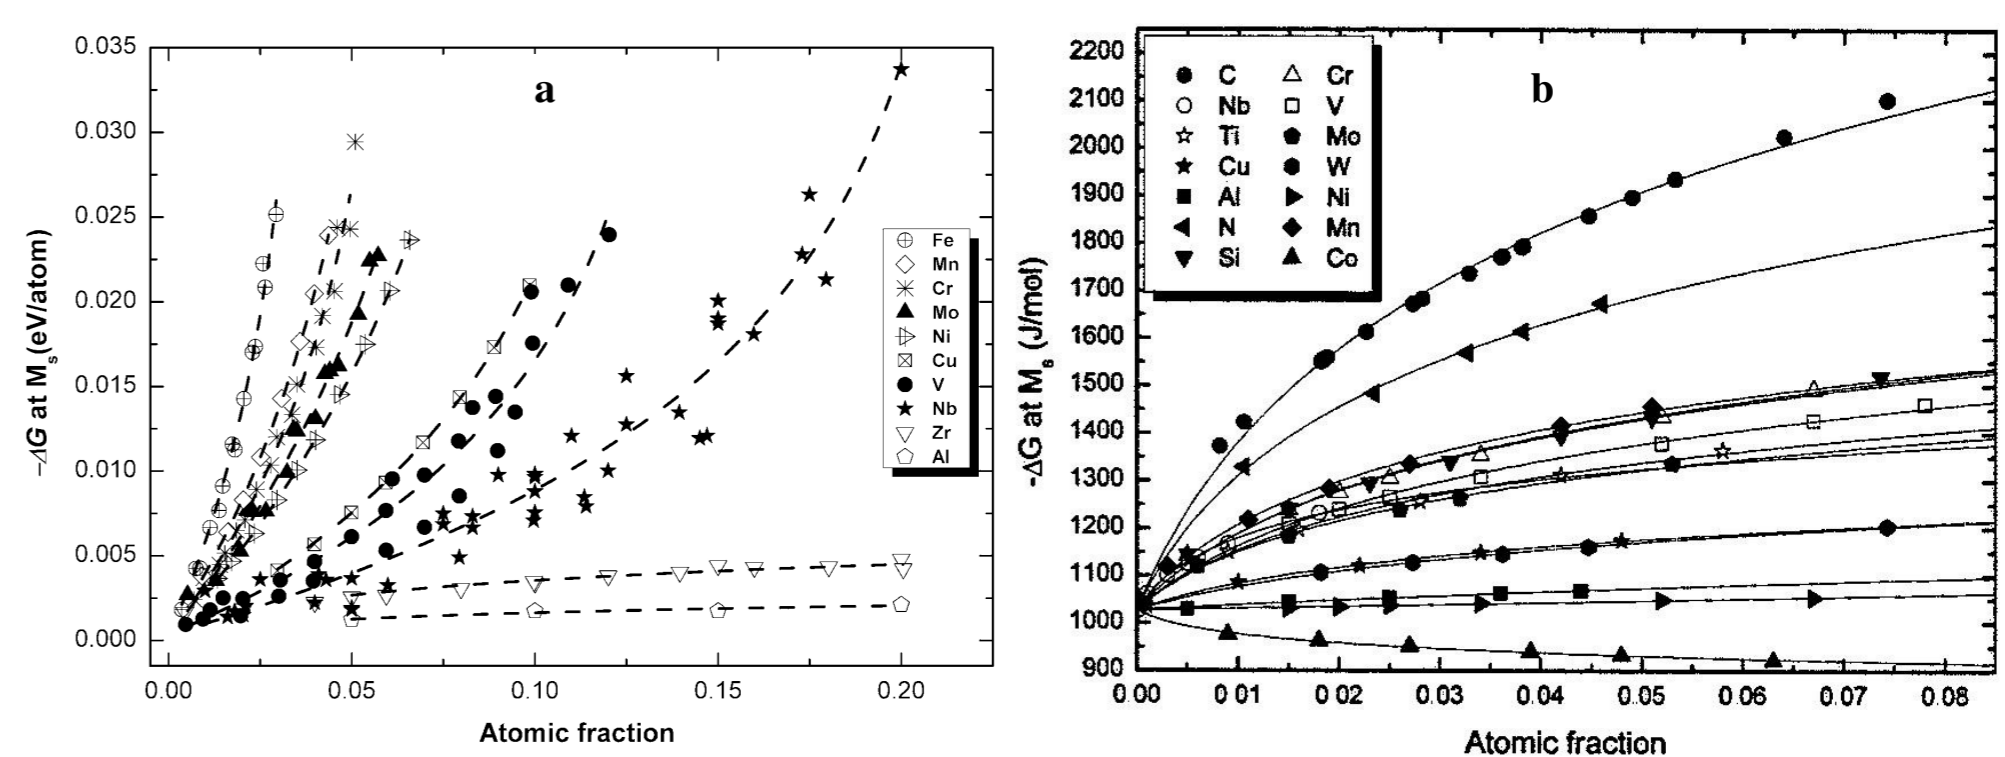 a
0.035
0.030
0.025
0.020
0.015
0.010
0.005
0.000
-ΔG at Ms (eV/atom)
0.00 0.05 0.10 0.15 0.20
Atomic fraction
Fe
Mn
Cr
Mo
Ni
Cu
V
Nb
Zr
Al
b
2200
2100
2000
1900
1800
1700
1600
1500
1400
1300
1200
1100
1000
900
-ΔG at Ms (J/mol)
0.00 0.01 0.02 0.03 0.04 0.05 0.06 0.07 0.08
Atomic fraction
C Cr
Nb V
Ti Mo
Cu W
Al Ni
N Mn
Si Co